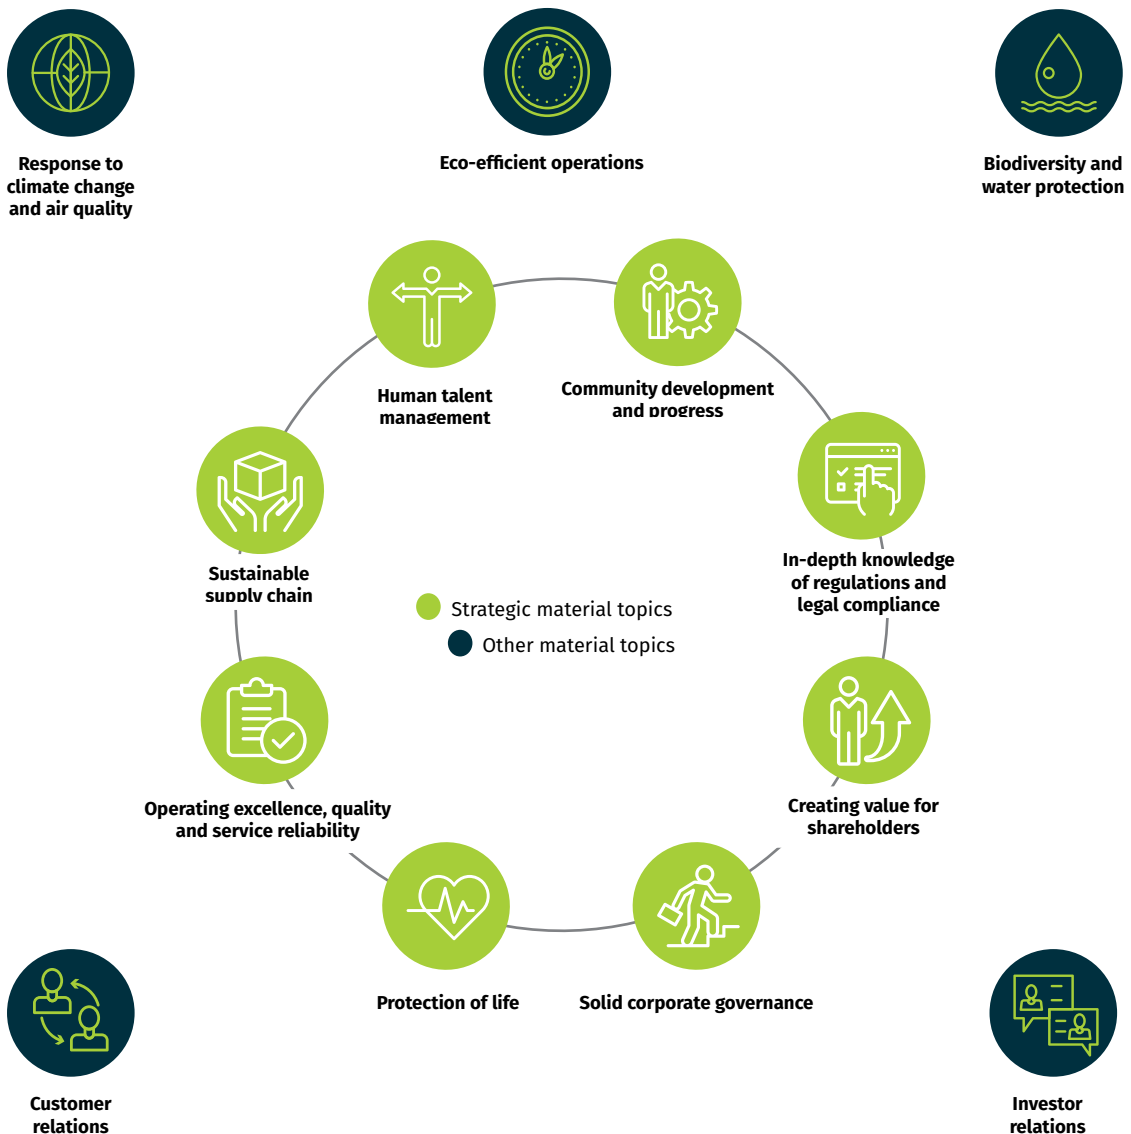 Response to
climate change
and air quality
Eco-efficient operations
Biodiversity and
water protection
Human talent
management
Community development
and progress
Sustainable
supply chain
In-depth knowledge
of regulations and
legal compliance
Strategic material topics
Other material topics
Operating excellence, quality
and service reliability
Creating value for
shareholders
Protection of life
Solid corporate governance
Customer
relations
Investor
relations